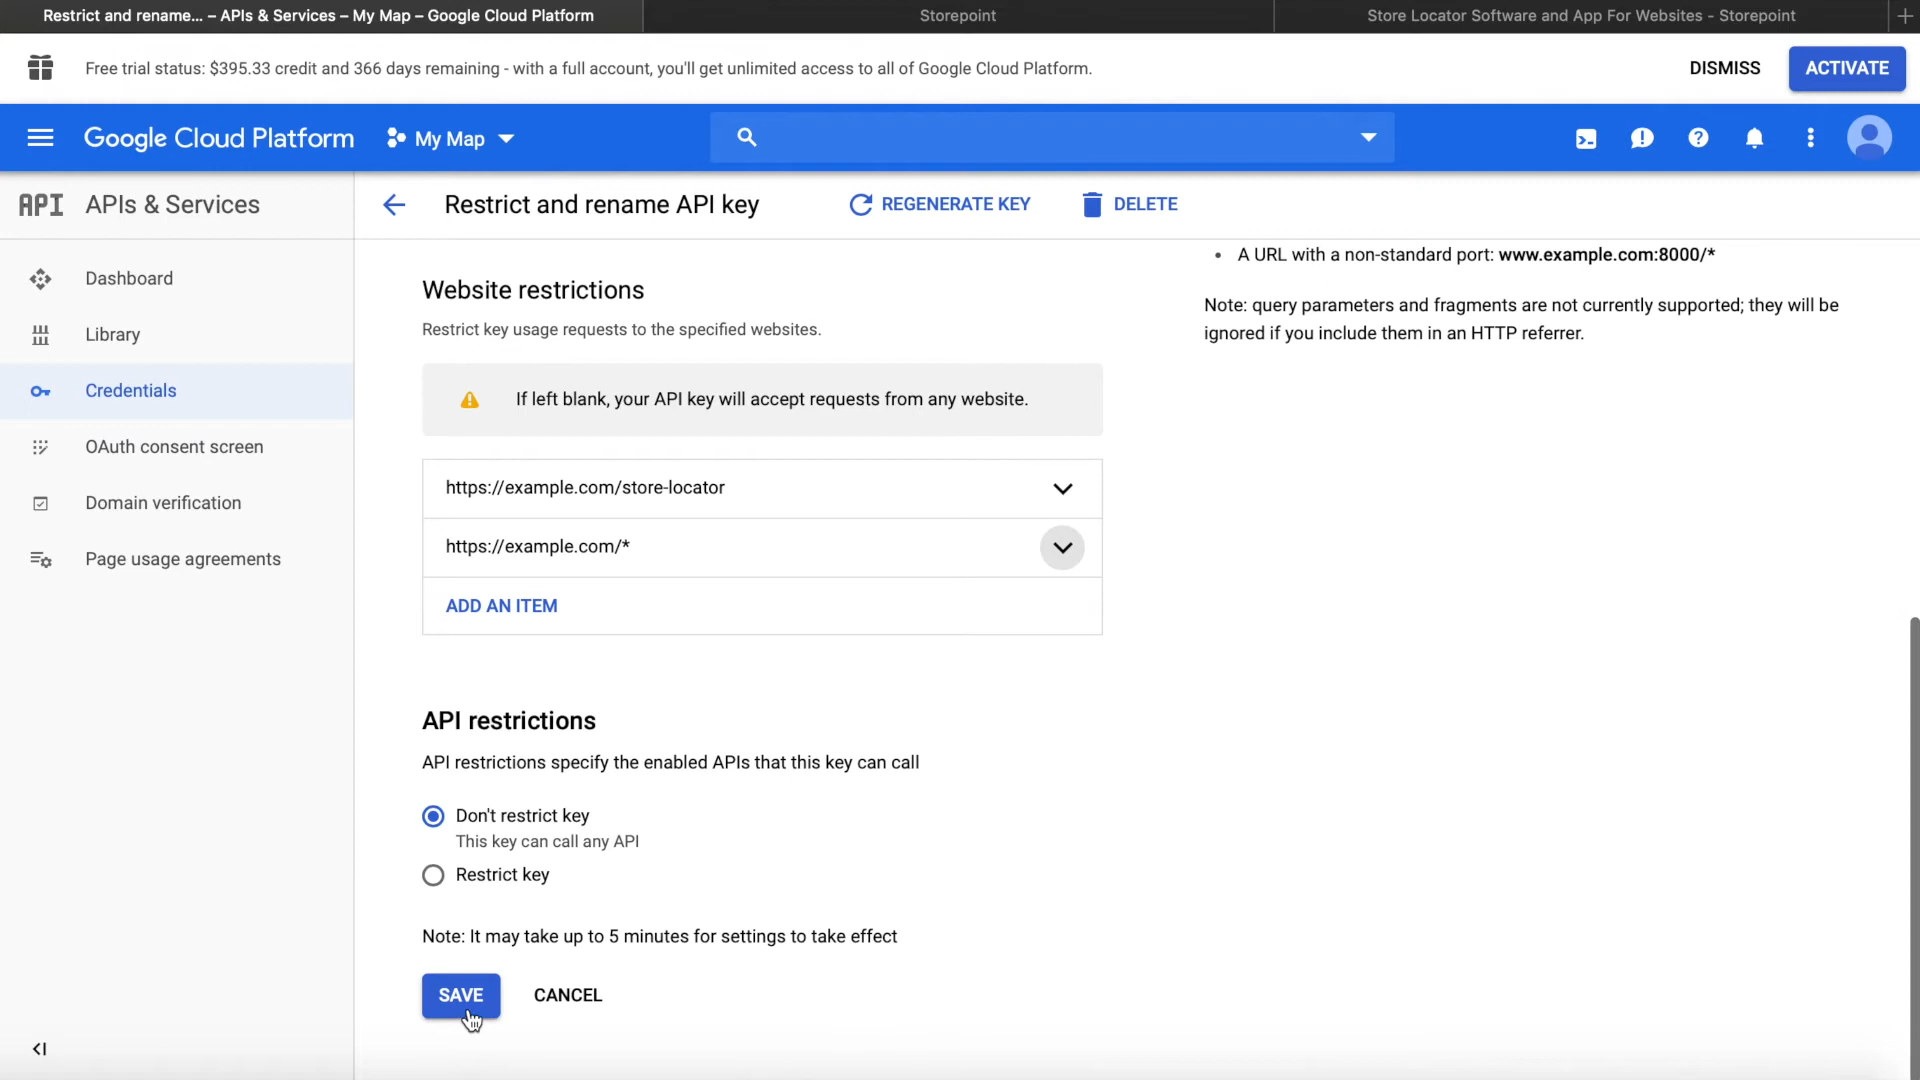 Restrict and rename... – APIs & Services – My Map – Google Cloud Platform
Storepoint
Store Locator Software and App For Websites - Storepoint
Free trial status: $395.33 credit and 366 days remaining - with a full account, you'll get unlimited access to all of Google Cloud Platform.
DISMISS
ACTIVATE
Google Cloud Platform
My Map
API APIs & Services
Restrict and rename API key
REGENERATE KEY
DELETE
Dashboard
Library
Credentials
OAuth consent screen
Domain verification
Page usage agreements
• A URL with a non-standard port: www.example.com:8000/*
Note: query parameters and fragments are not currently supported; they will be
ignored if you include them in an HTTP referrer.
Website restrictions
Restrict key usage requests to the specified websites.
If left blank, your API key will accept requests from any website.
https://example.com/store-locator
https://example.com/*
ADD AN ITEM
API restrictions
API restrictions specify the enabled APIs that this key can call
Don't restrict key
This key can call any API
Restrict key
Note: It may take up to 5 minutes for settings to take effect
SAVE
CANCEL